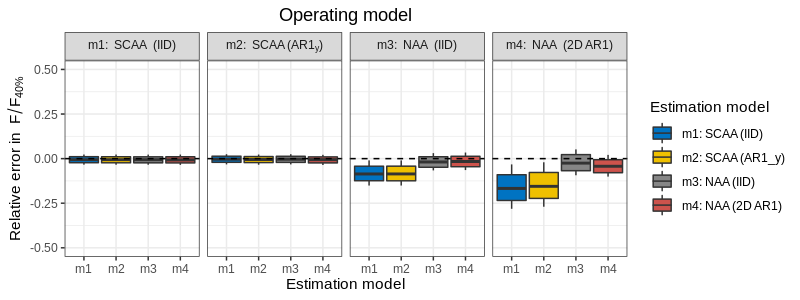 Operating model
m1: SCAA (IID)
m2: SCAA (AR1y)
m3: NAA (IID)
m4: NAA (2D AR1)
Relative error in F/F40%
0.50
0.25
0.00
-0.25
-0.50
m1 m2 m3 m4
m1 m2 m3 m4
m1 m2 m3 m4
m1 m2 m3 m4
Estimation model
Estimation model
m1: SCAA (IID)
m2: SCAA (AR1_y)
m3: NAA (IID)
m4: NAA (2D AR1)